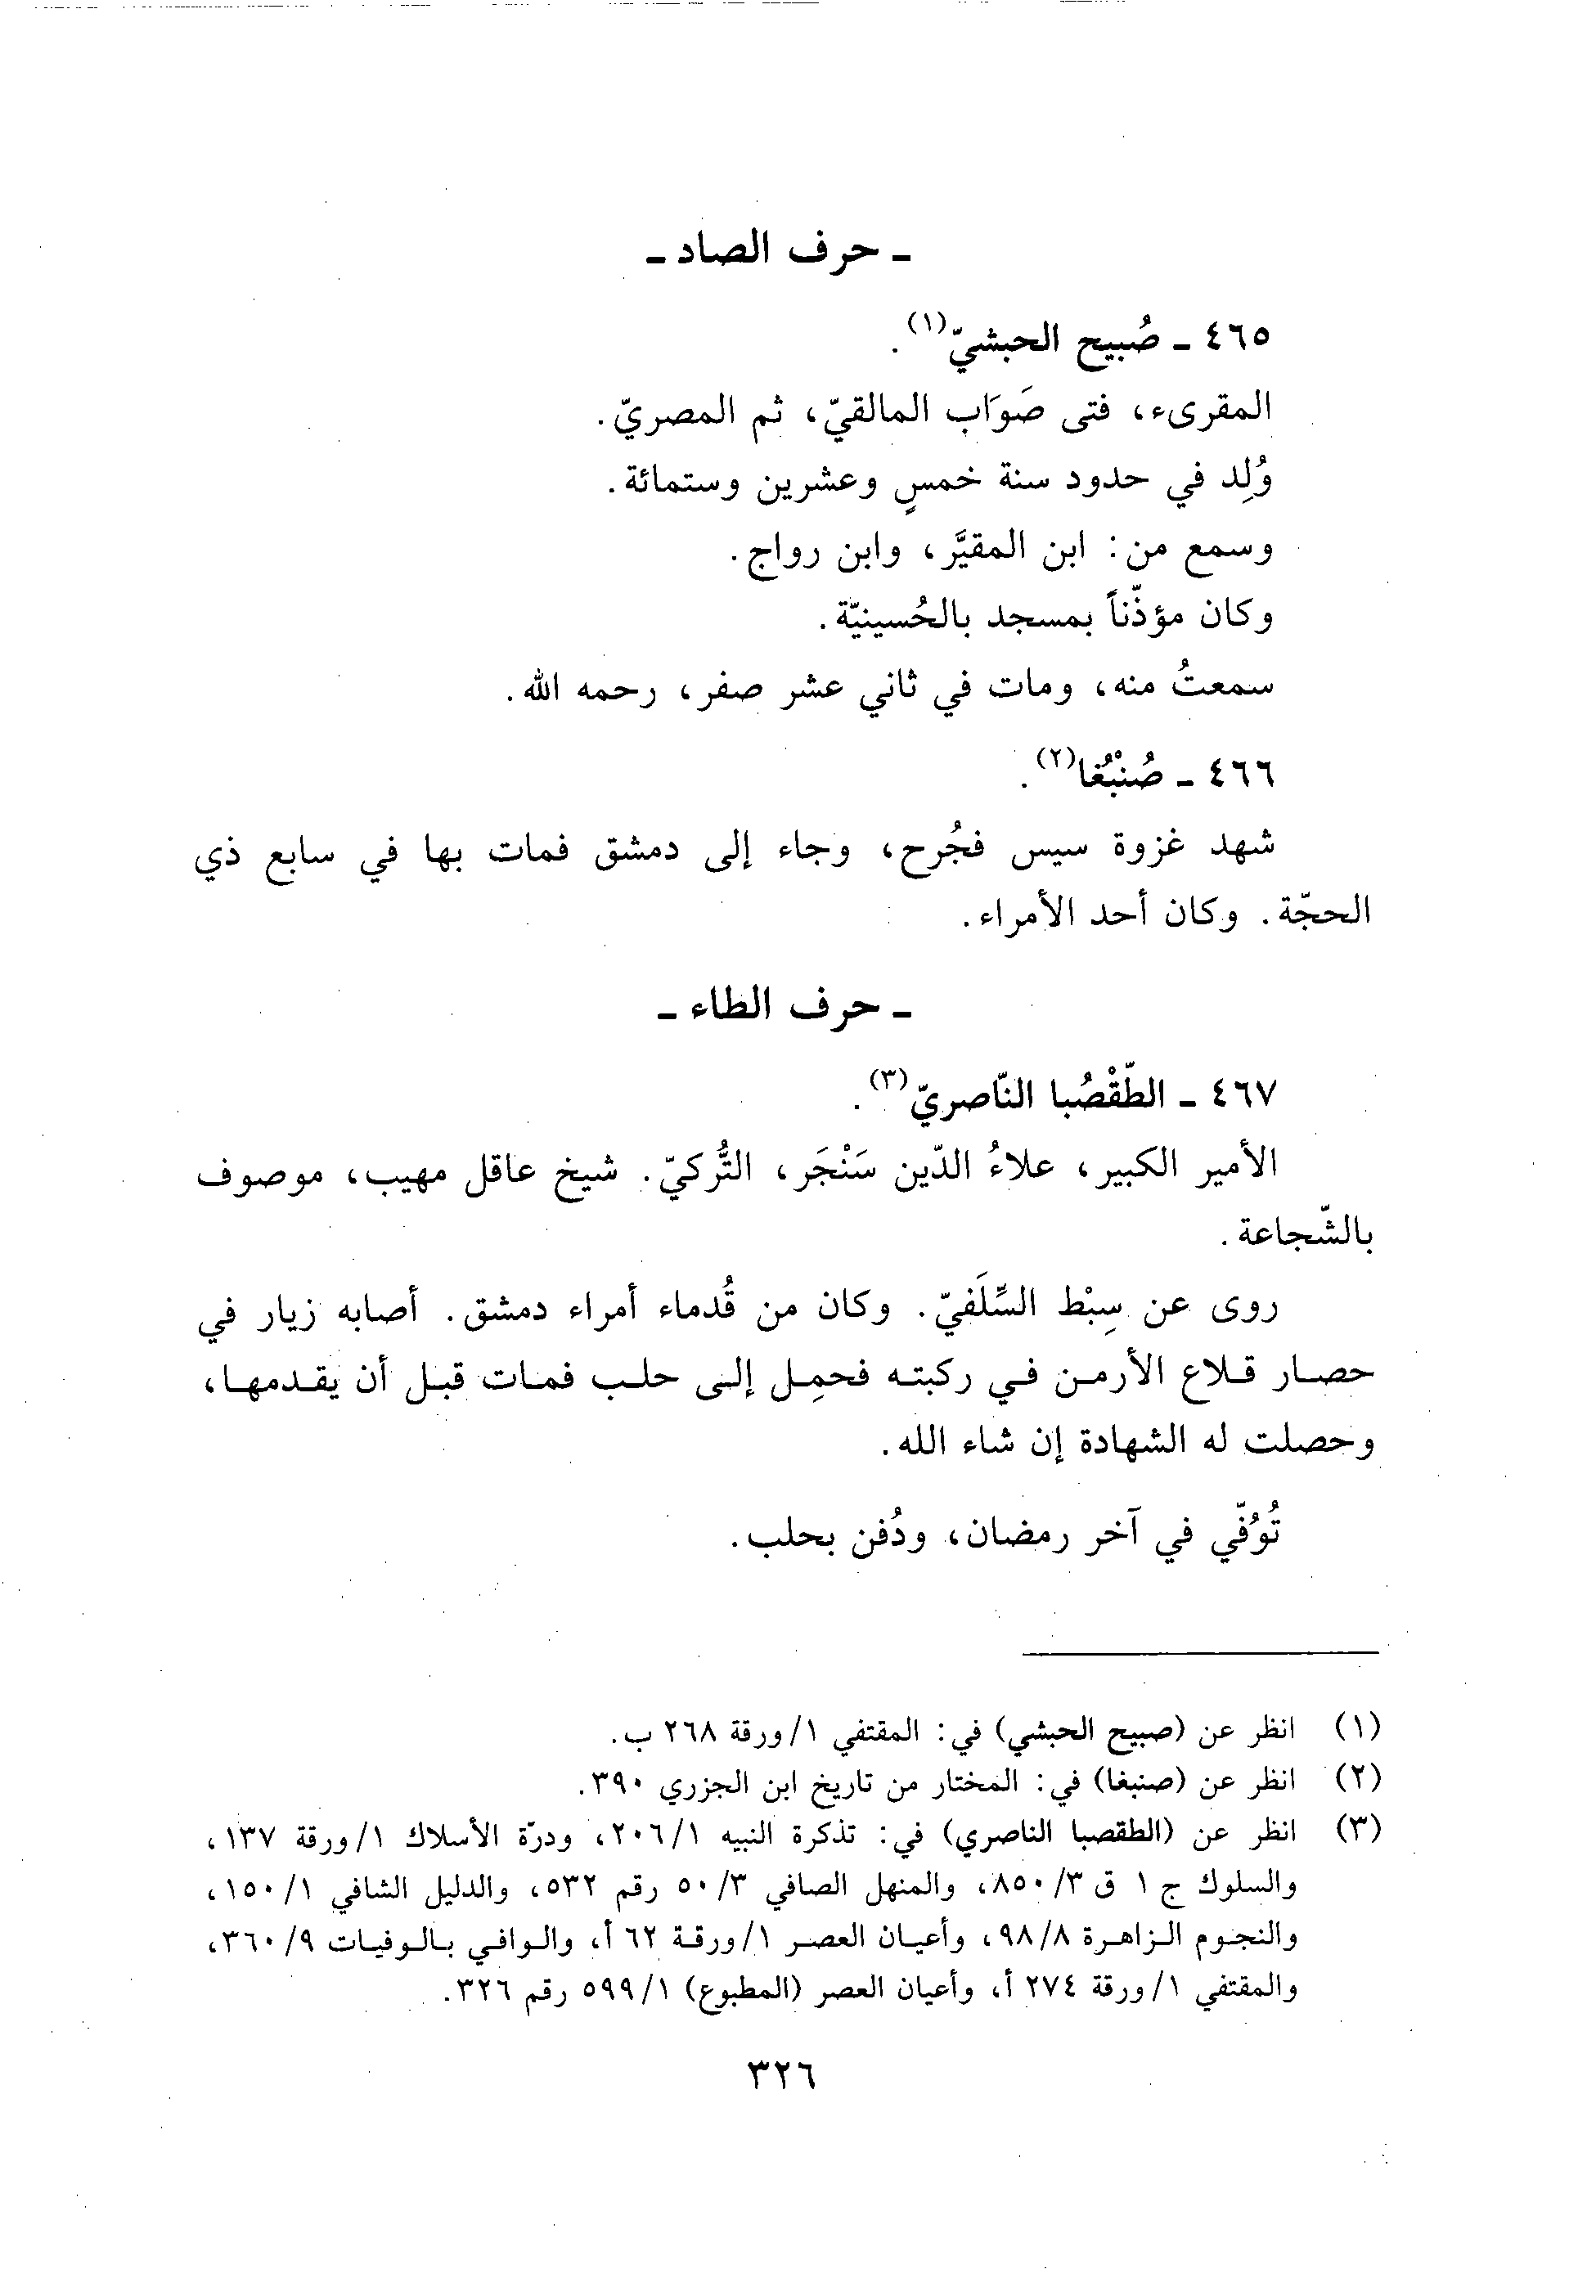 ـ حرف الصاد ـ
٤٦٥ ـ صُبيح الحبشيّ(١).
المقرىء، فتى صَوَاب المالقيّ، ثم المصريّ.
وُلِد في حدود سنة خمسٍ وعشرين وستمائة.
وسمع من: ابن المقيَّر، وابن رواج.
وكان مؤذّناً بمسجد بالحُسينيّة.
سمعتُ منه، ومات في ثاني عشر صفر، رحمه الله.
٤٦٦ ـ صُنْبُغا(٢).
شهد غزوة سيس فجُرح، وجاء إلى دمشق فمات بها في سابع ذي
الحجّة. وكان أحد الأمراء.
ـ حرف الطاء ـ
٤٦٧ ـ الطّقْصُبا النّاصريّ(٣).
الأمير الكبير، علاءُ الدّين سَنْجَر، التُّركيّ. شيخ عاقل مهيب، موصوف
بالشّجاعة.
روى عن سِبْط السِّلَفيّ. وكان من قُدماء أمراء دمشق. أصابه زيار في
حصار قلاع الأرمن في ركبته فحمِل إلى حلب فمات قبل أن يقدمها،
وحصلت له الشهادة إن شاء الله.
تُوُفّي في آخر رمضان، ودُفن بحلب.
(١) انظر عن (صبيح الحبشي) في: المقتفي ١/ورقة ٢٦٨ ب.
(٢) انظر عن (صنبغا) في: المختار من تاريخ ابن الجزري ٣٩٠.
(٣) انظر عن (الطقصبا الناصري) في: تذكرة النبيه ٢٠٦/١، ودرّة الأسلاك ١/ورقة ١٣٧،
والسلوك ج ١ ق ٨٥٠/٣، والمنهل الصافي ٥٠/٣ رقم ٥٣٢، والدليل الشافي ١٥٠/١،
والنجوم الزاهرة ٩٨/٨، وأعيان العصر ١/ورقة ٦٢ أ، والوافي بالوفيات ٣٦٠/٩،
والمقتفي ١/ورقة ٢٧٤ أ، وأعيان العصر (المطبوع) ٥٩٩/١ رقم ٣٢٦.
٣٢٦